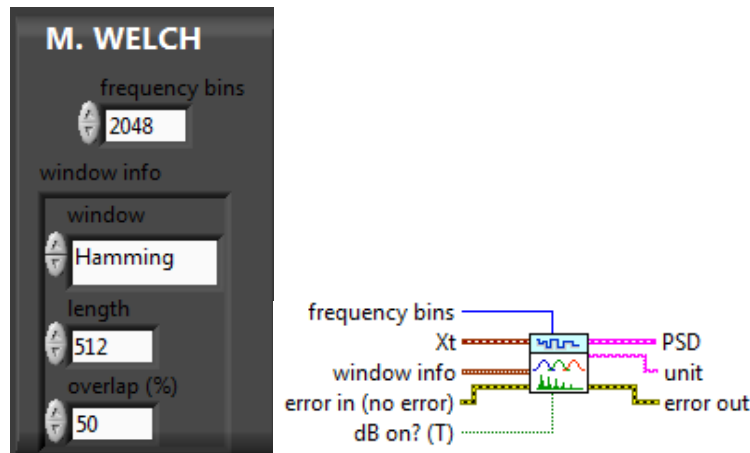 M. WELCH
frequency bins
2048
window info
window
Hamming
length
512
overlap (%)
50
frequency bins
Xt
PSD
window info
unit
error in (no error)
error out
dB on? (T)